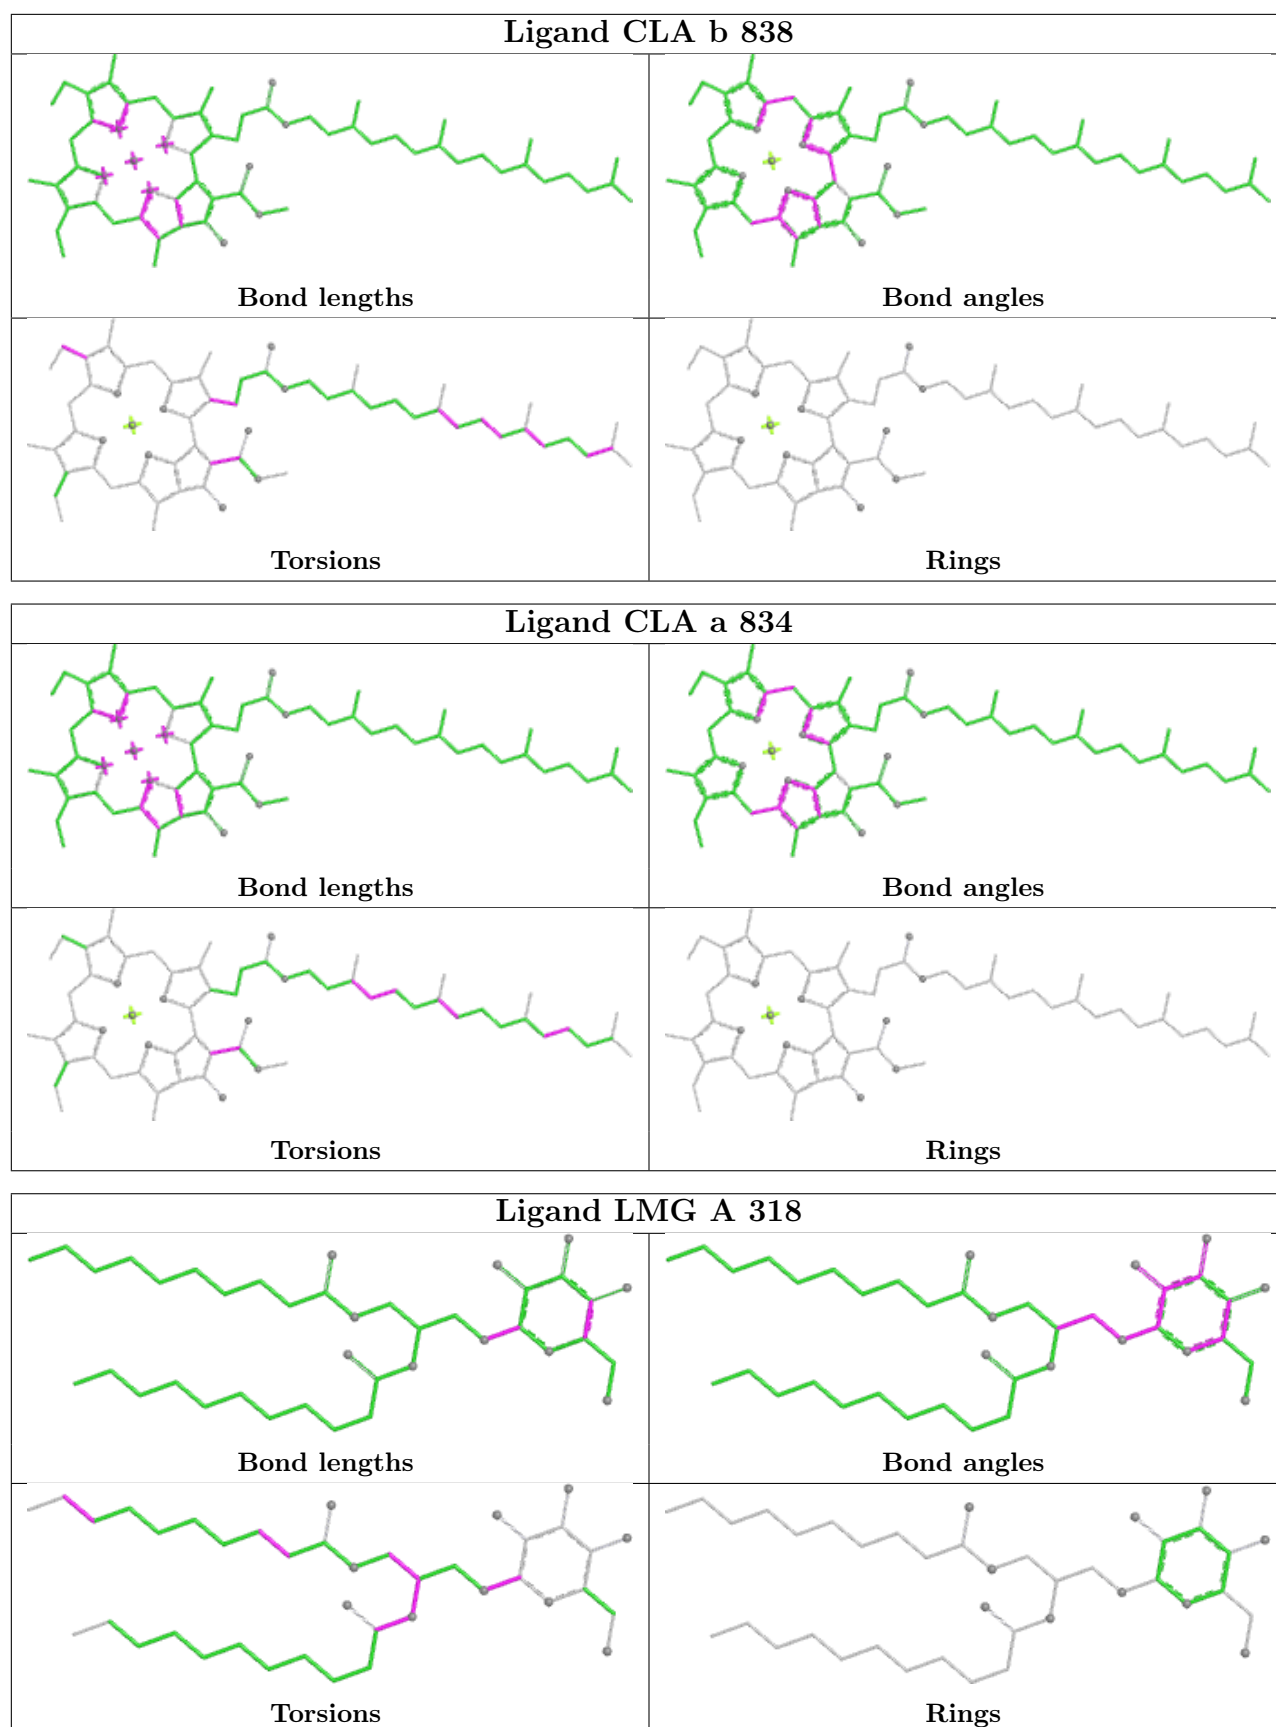 Ligand CLA b 838
Bond lengths
Bond angles
Torsions
Rings
Ligand CLA a 834
Bond lengths
Bond angles
Torsions
Rings
Ligand LMG A 318
Bond lengths
Bond angles
Torsions
Rings